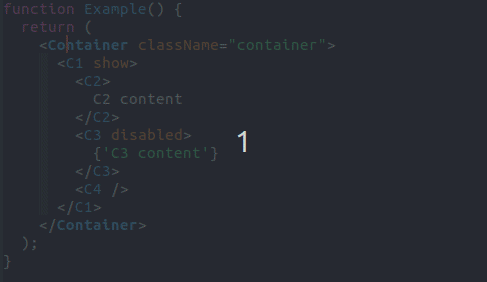 function Example() {
  return (
    <Container className="container">
      <C1 show>
        <C2>
          C2 content
        </C2>
        <C3 disabled>
          {'C3 content'}
        </C3>
        <C4 />
      </C1>
    </Container>
  );
}
1